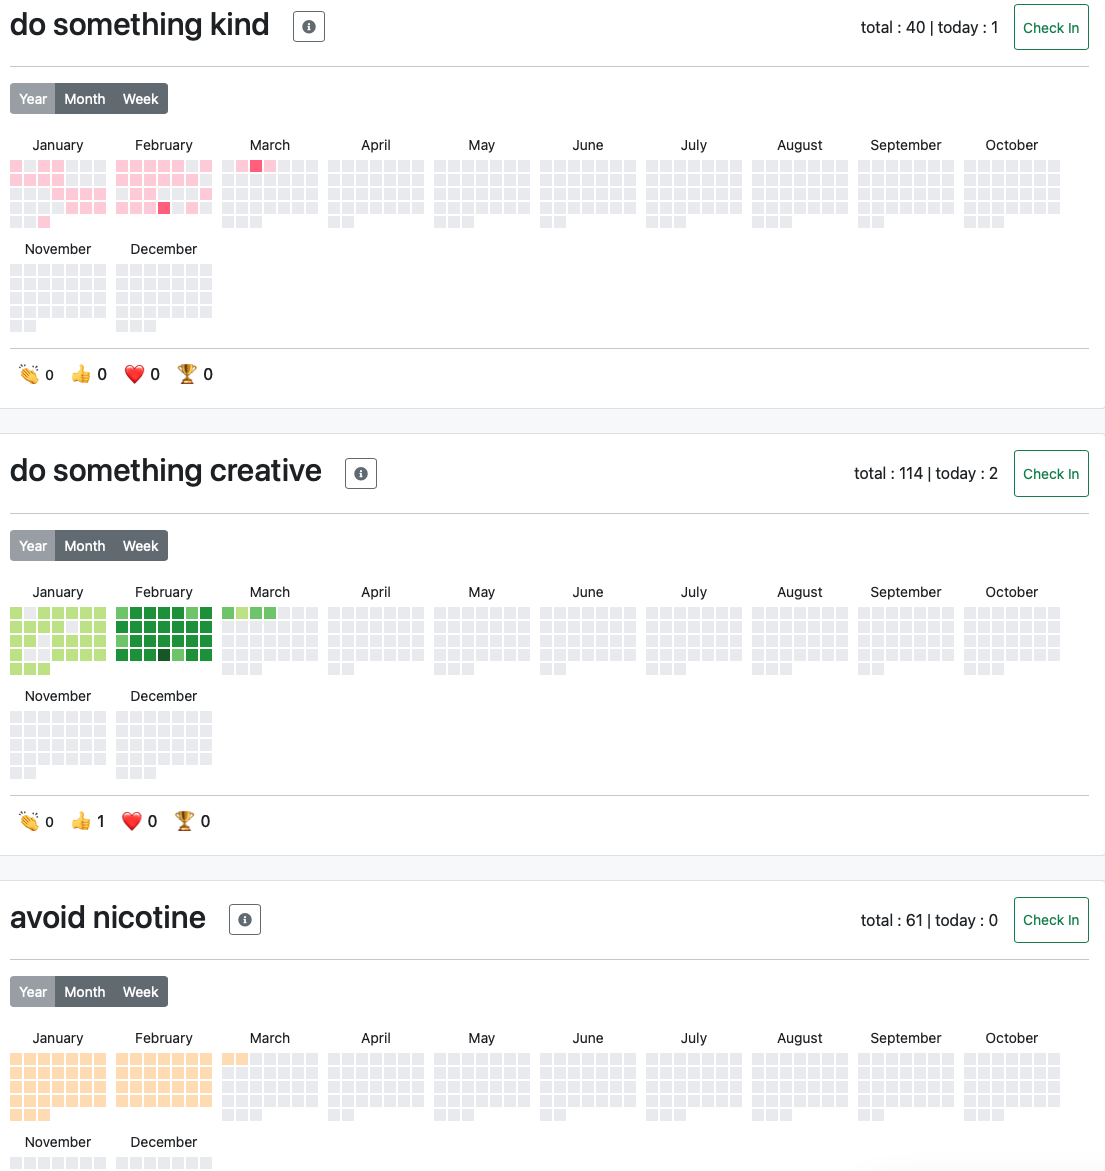 do something kind
total : 40 | today : 1
Check In
Year Month Week
January February March April May June July August September October
November December
0 0 0 0
do something creative
total : 114 | today : 2
Check In
Year Month Week
January February March April May June July August September October
November December
0 1 0 0
avoid nicotine
total : 61 | today : 0
Check In
Year Month Week
January February March April May June July August September October
November December